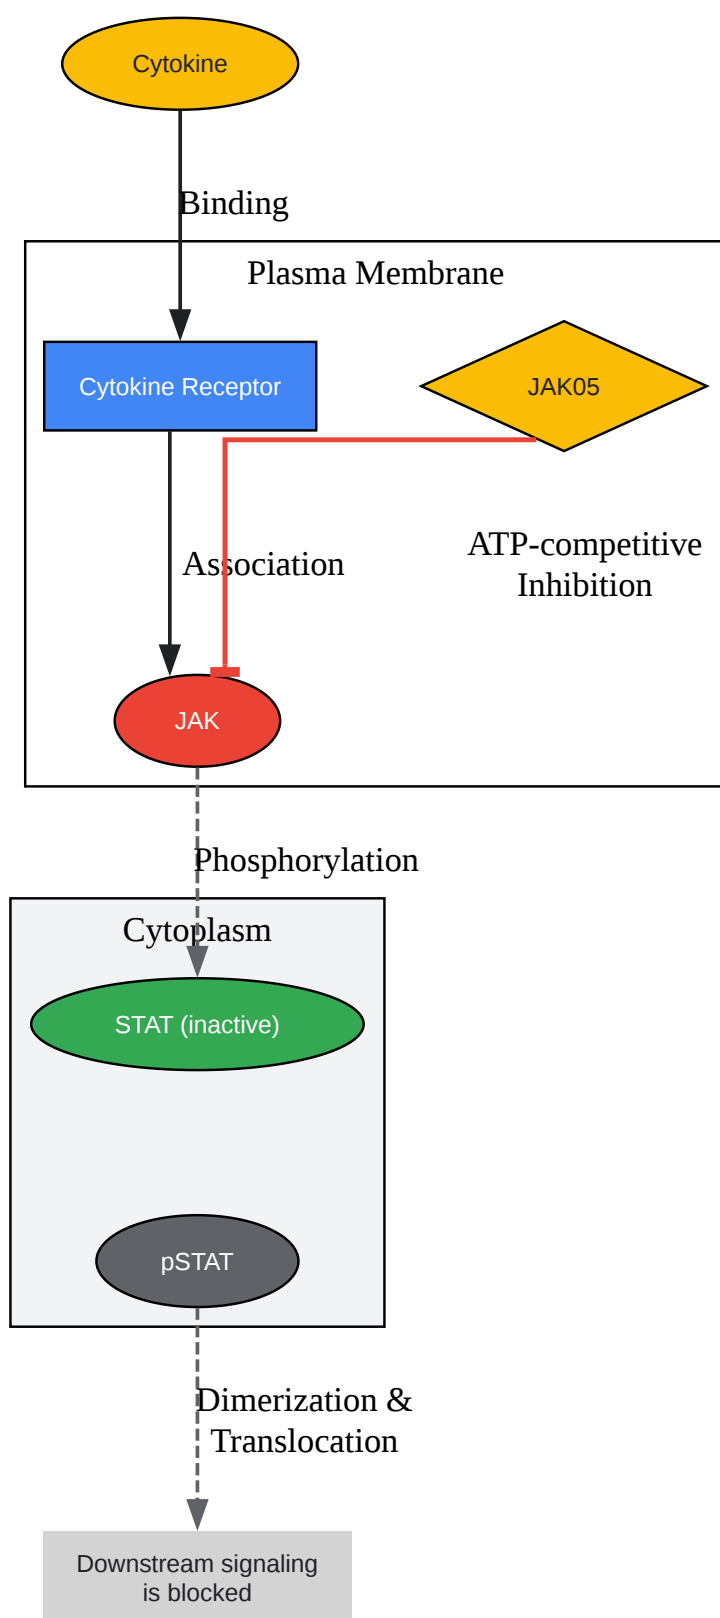 Cytokine
Binding
Plasma Membrane
Cytokine Receptor
JAK05
Association
ATP-competitive
Inhibition
JAK
Phosphorylation
Cytoplasm
STAT (inactive)
pSTAT
Dimerization &
Translocation
Downstream signaling
is blocked